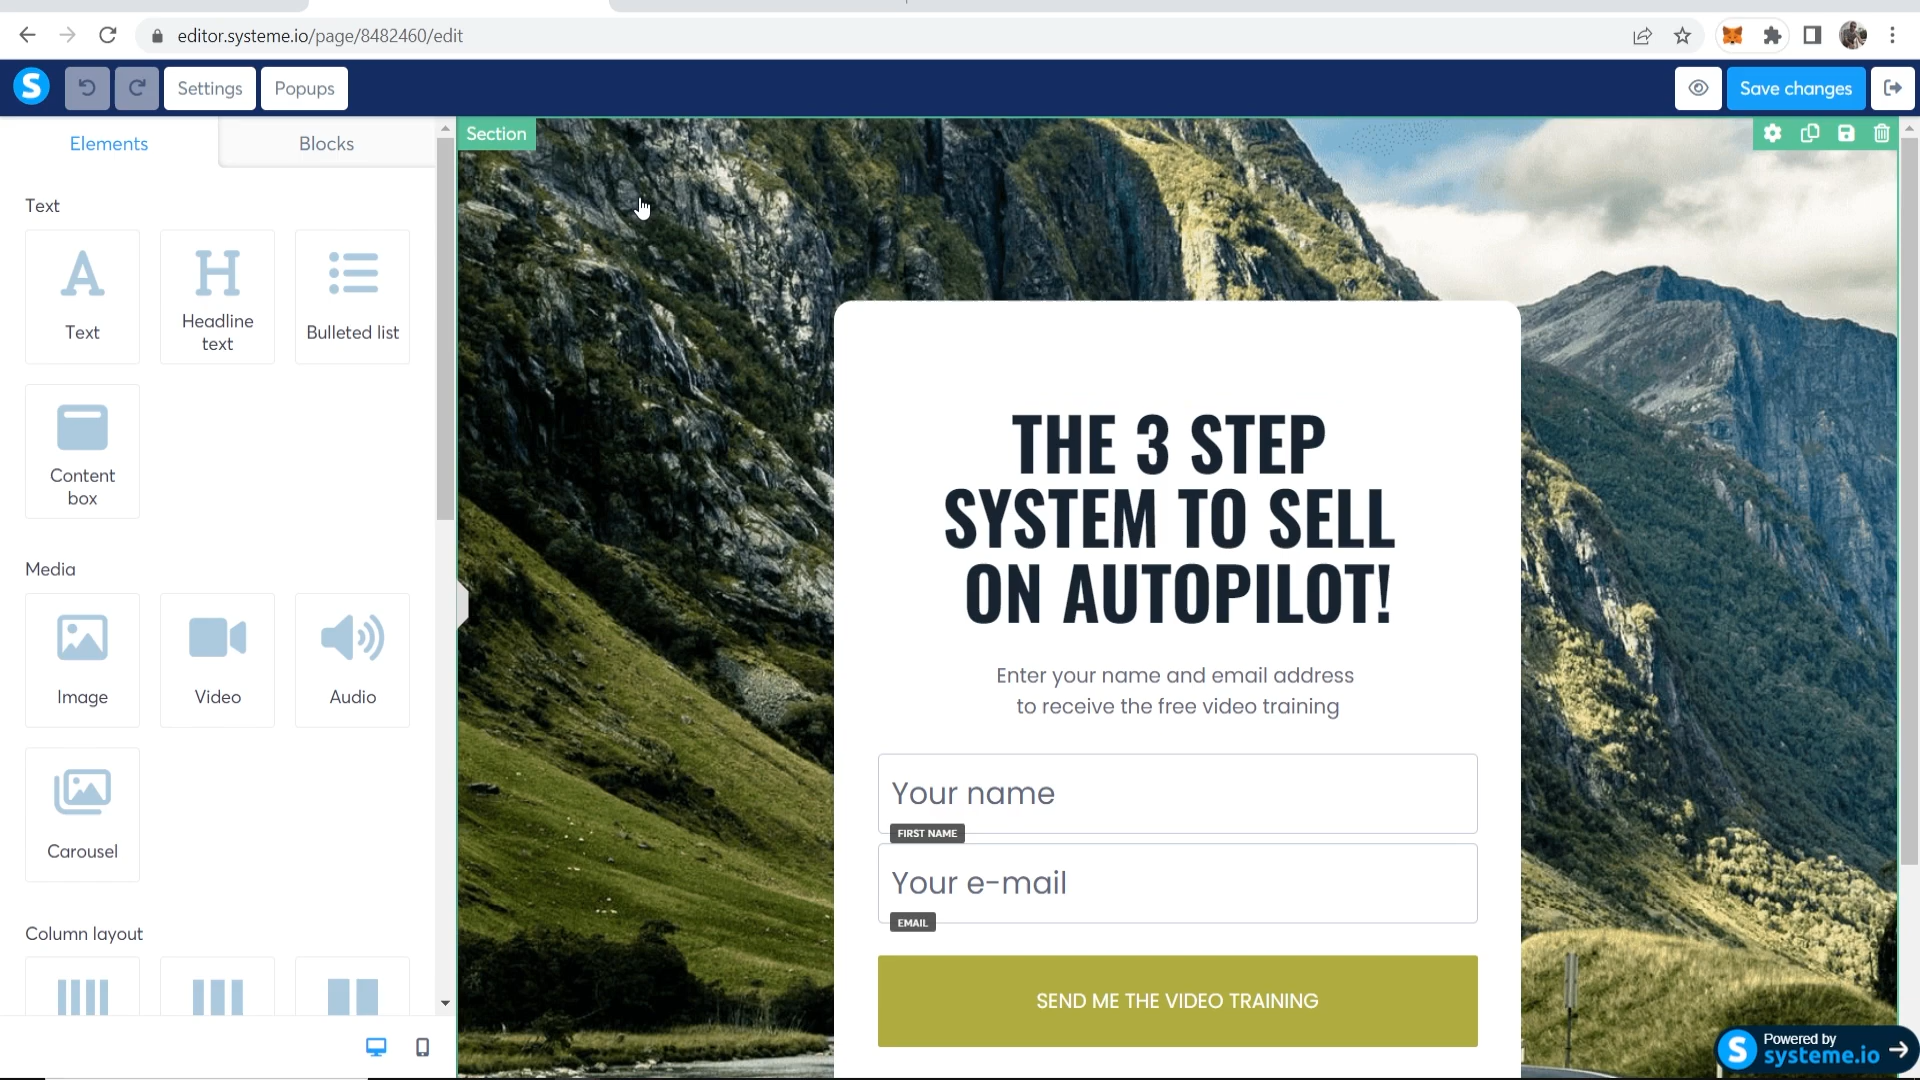 editor.systeme.io/page/8482460/edit
S
Settings
Popups
Save changes
Elements
Blocks
Section
Text
A
Text
H
Headline
text
Bulleted list
Content
box
Media
Image
Video
Audio
Carousel
Column layout
THE 3 STEP
SYSTEM TO SELL
ON AUTOPILOT!
Enter your name and email address
to receive the free video training
Your name
FIRST NAME
Your e-mail
EMAIL
SEND ME THE VIDEO TRAINING
S
Powered by
systeme.io